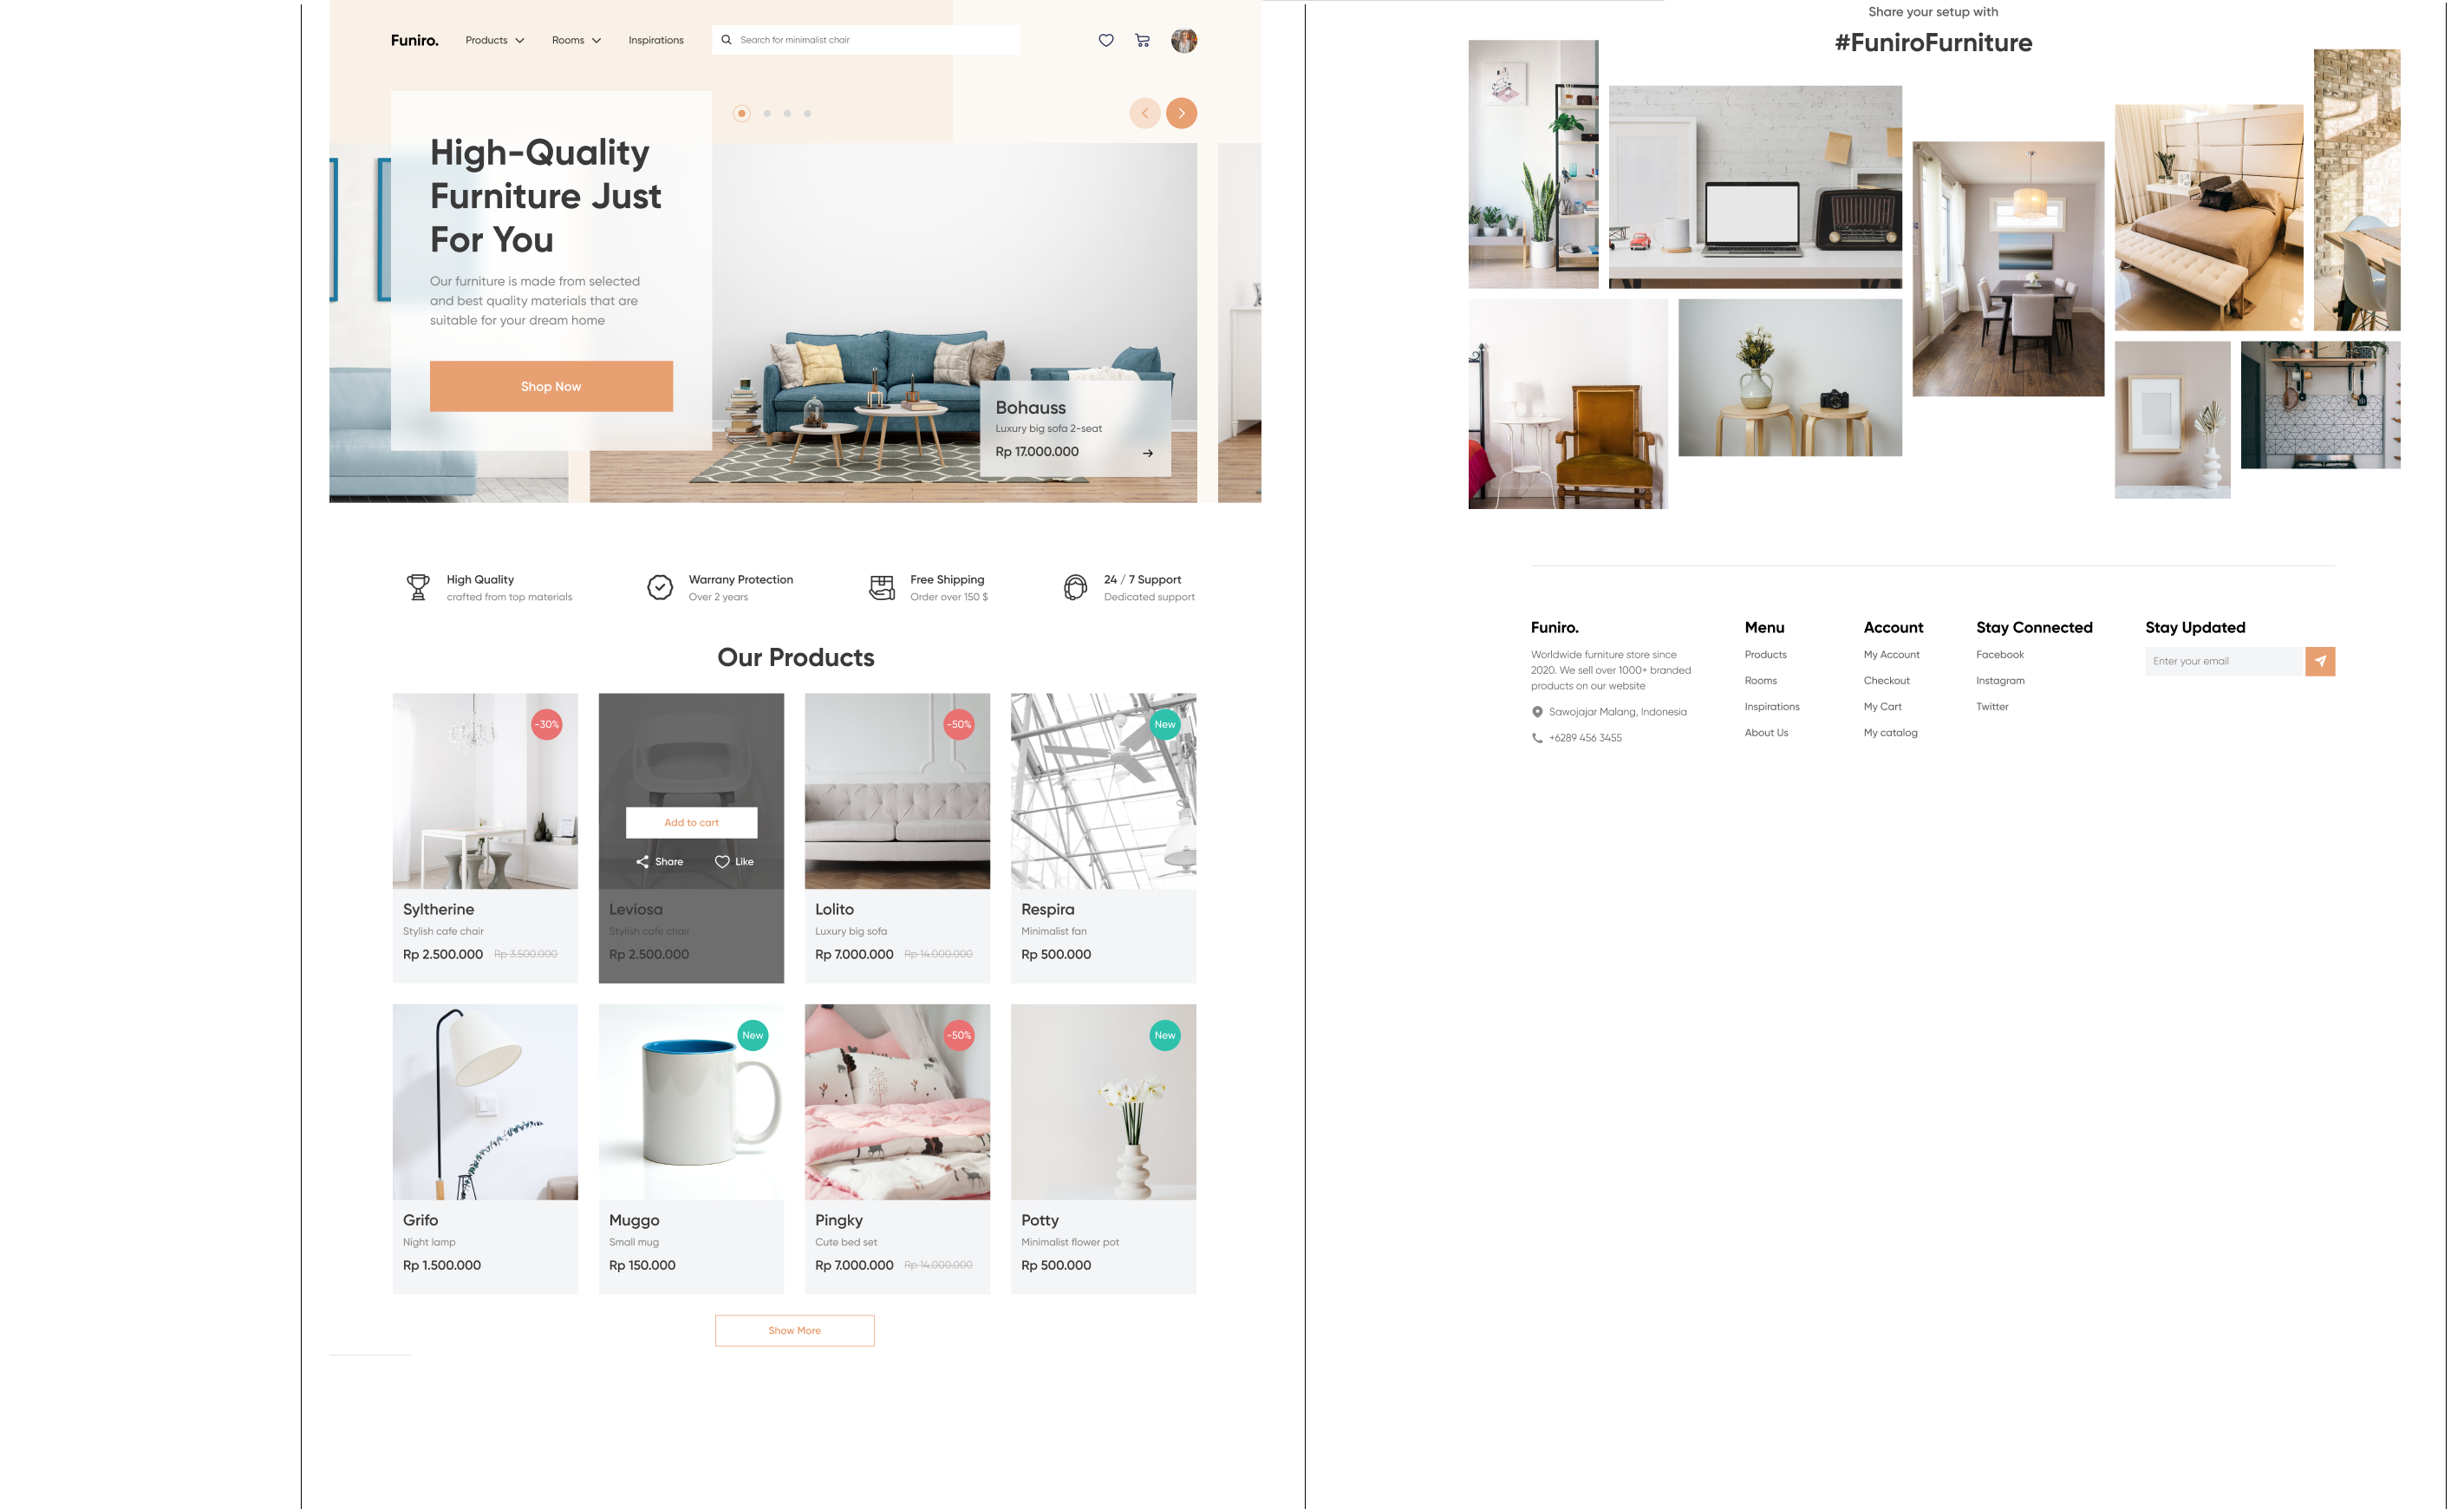 Funiro.
Products
Rooms
Inspirations
Search for minimalist chair
High-Quality
Furniture Just
For You
Our furniture is made from selected
and best quality materials that are
suitable for your dream home
Shop Now
Bohauss
Luxury big sofa 2-seat
Rp 17.000.000
High Quality
crafted from top materials
Warrany Protection
Over 2 years
Free Shipping
Order over 150 $
24 / 7 Support
Dedicated support
Our Products
-30%
Syltherine
Stylish cafe chair
Rp 2.500.000 Rp 3.500.000
Add to cart
Share
Like
Leviosa
Stylish cafe chair
Rp 2.500.000
-50%
Lolito
Luxury big sofa
Rp 7.000.000 Rp 14.000.000
New
Respira
Minimalist fan
Rp 500.000
Grifo
Night lamp
Rp 1.500.000
New
Muggo
Small mug
Rp 150.000
-50%
Pingky
Cute bed set
Rp 7.000.000 Rp 14.000.000
New
Potty
Minimalist flower pot
Rp 500.000
Show More
Share your setup with
#FuniroFurniture
Funiro.
Worldwide furniture store since
2020. We sell over 1000+ branded
products on our website
Sawojajar Malang, Indonesia
+6289 456 3455
Menu
Products
Rooms
Inspirations
About Us
Account
My Account
Checkout
My Cart
My catalog
Stay Connected
Facebook
Instagram
Twitter
Stay Updated
Enter your email